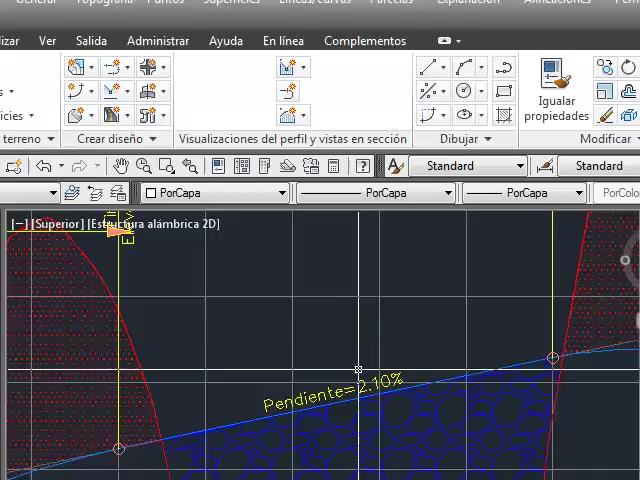 General Topografía Puntos Superficies Líneas/curvas Parcelas Explanación Alineaciones
izar Ver Salida Administrar Ayuda En línea Complementos
icies
Igualar
propiedades
terreno Crear diseño Visualizaciones del perfil y vistas en sección Dibujar Modificar
Standard Standard
PorCapa PorCapa PorCapa PorColo
[−] [Superior] [Estructura alámbrica 2D]
Pendiente=2.10%